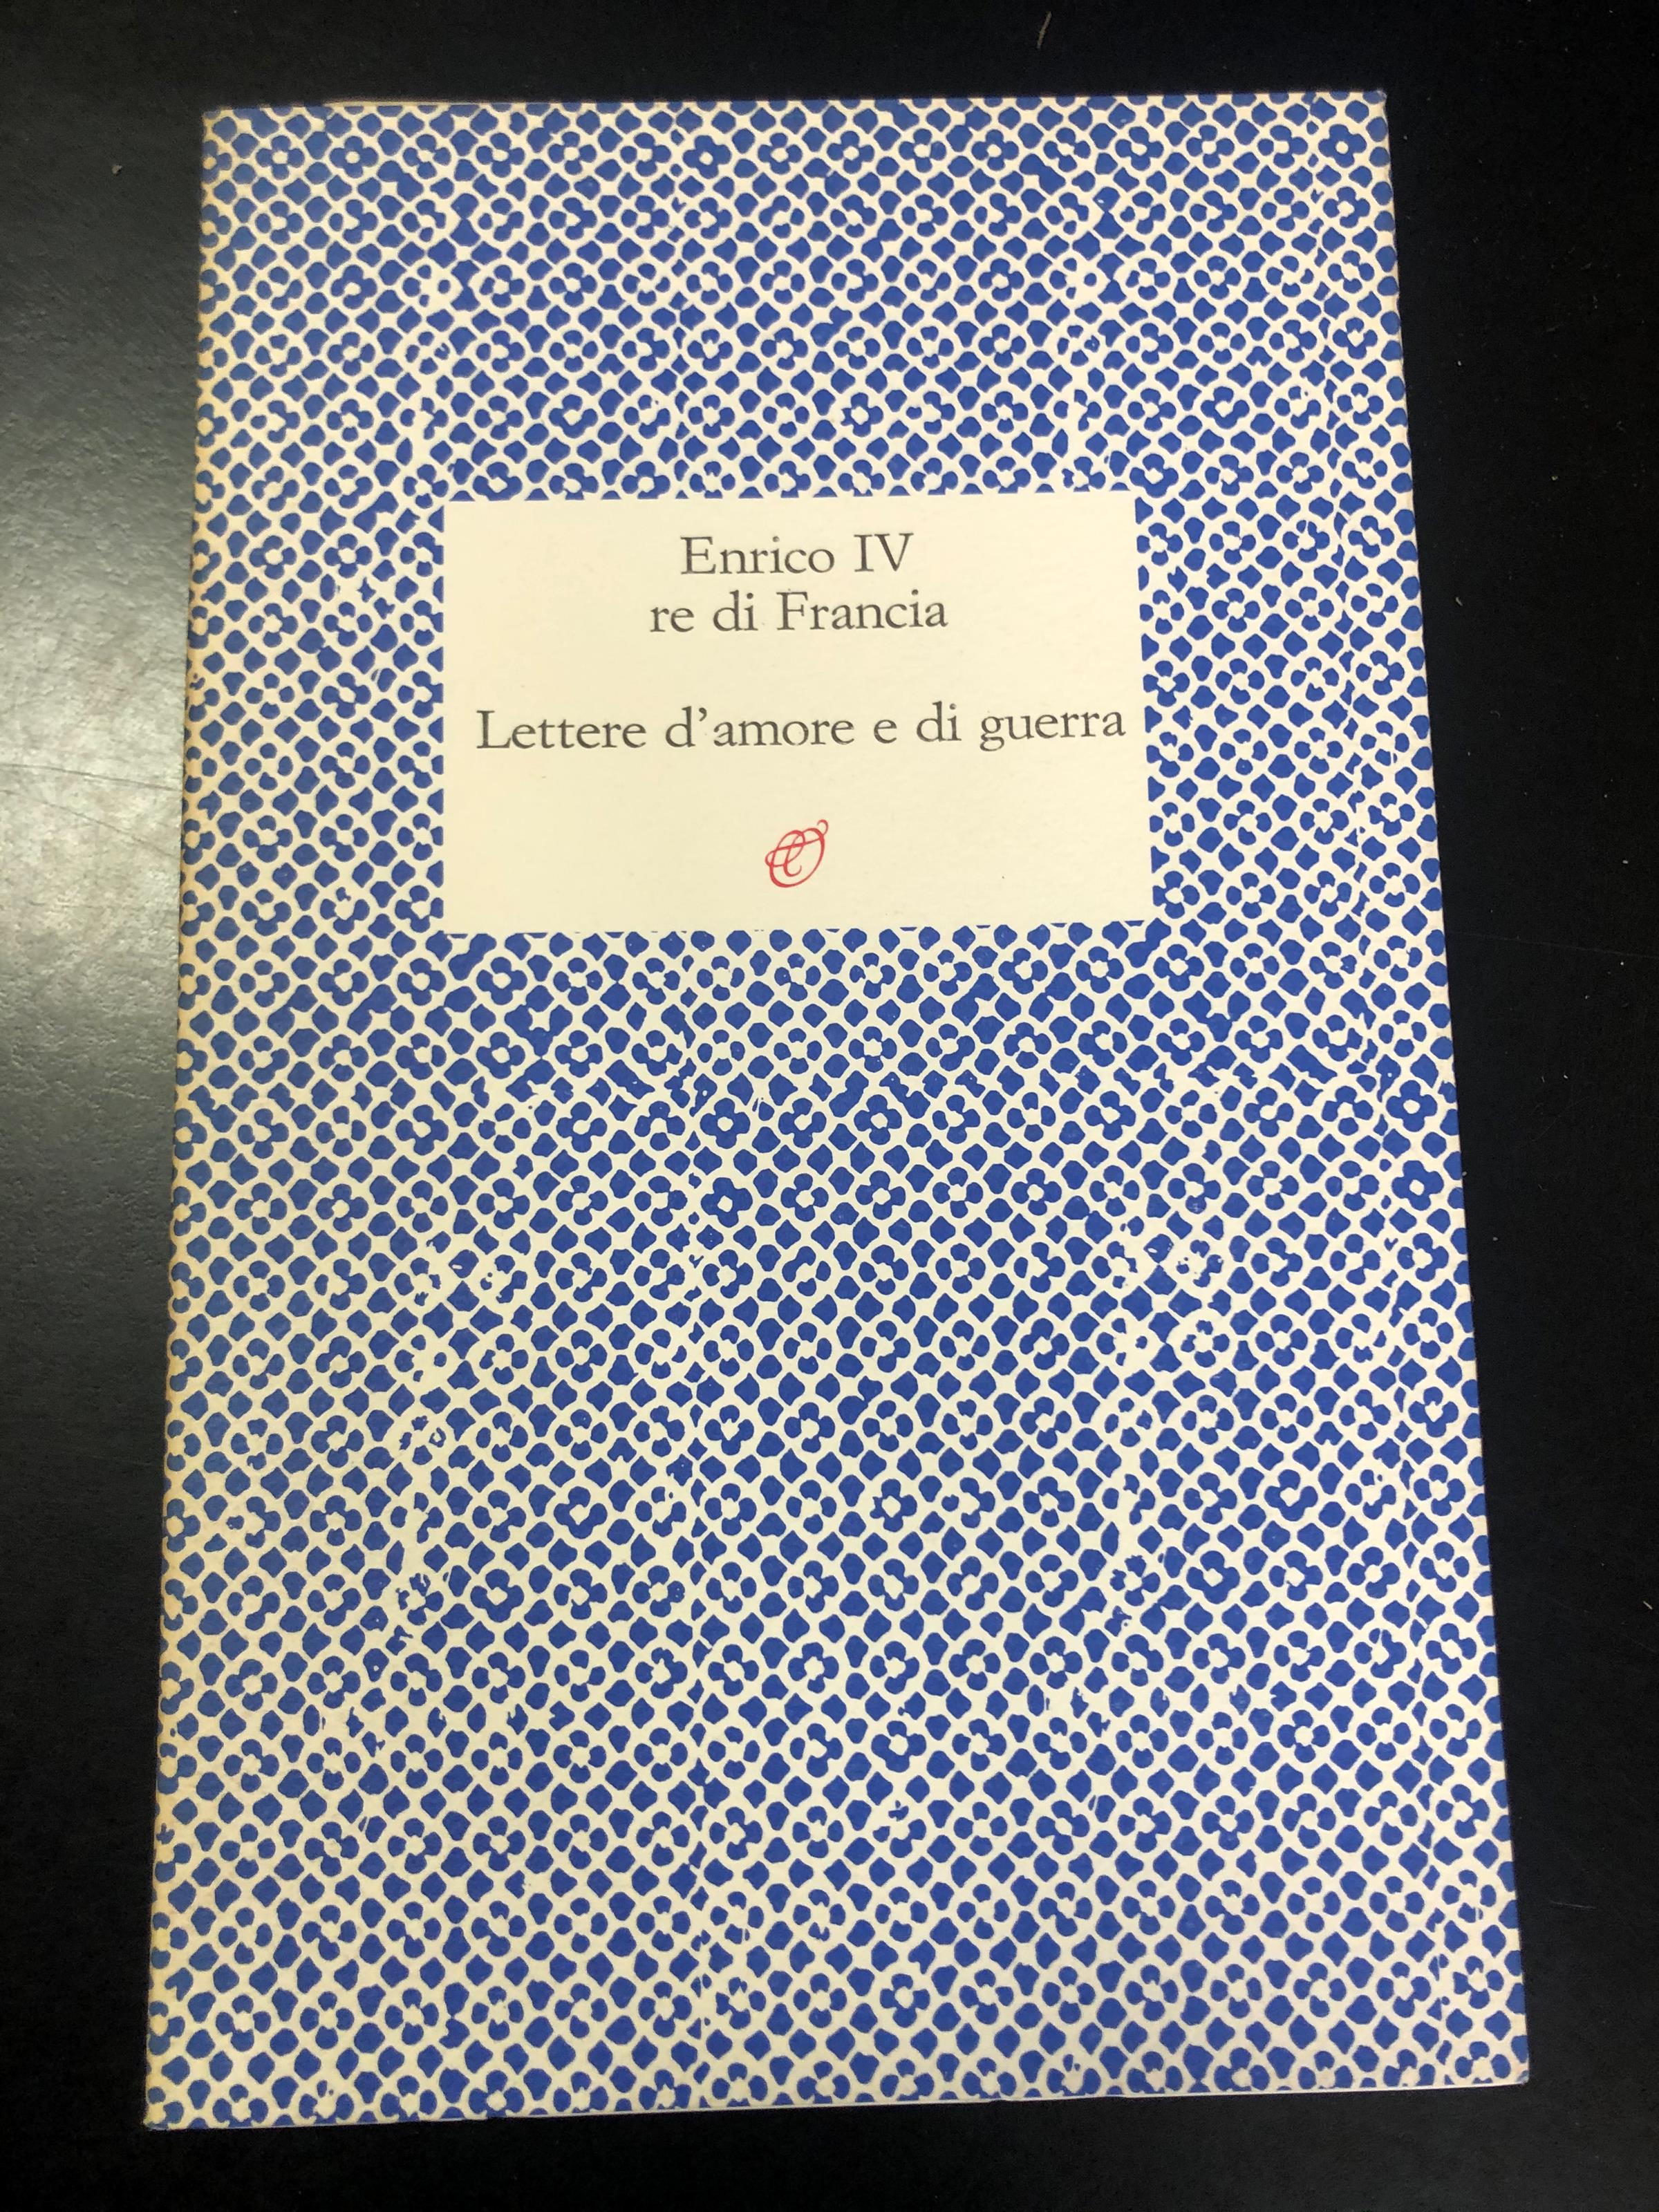 Enrico IV
re di Francia
Lettere d'amore e di guerra